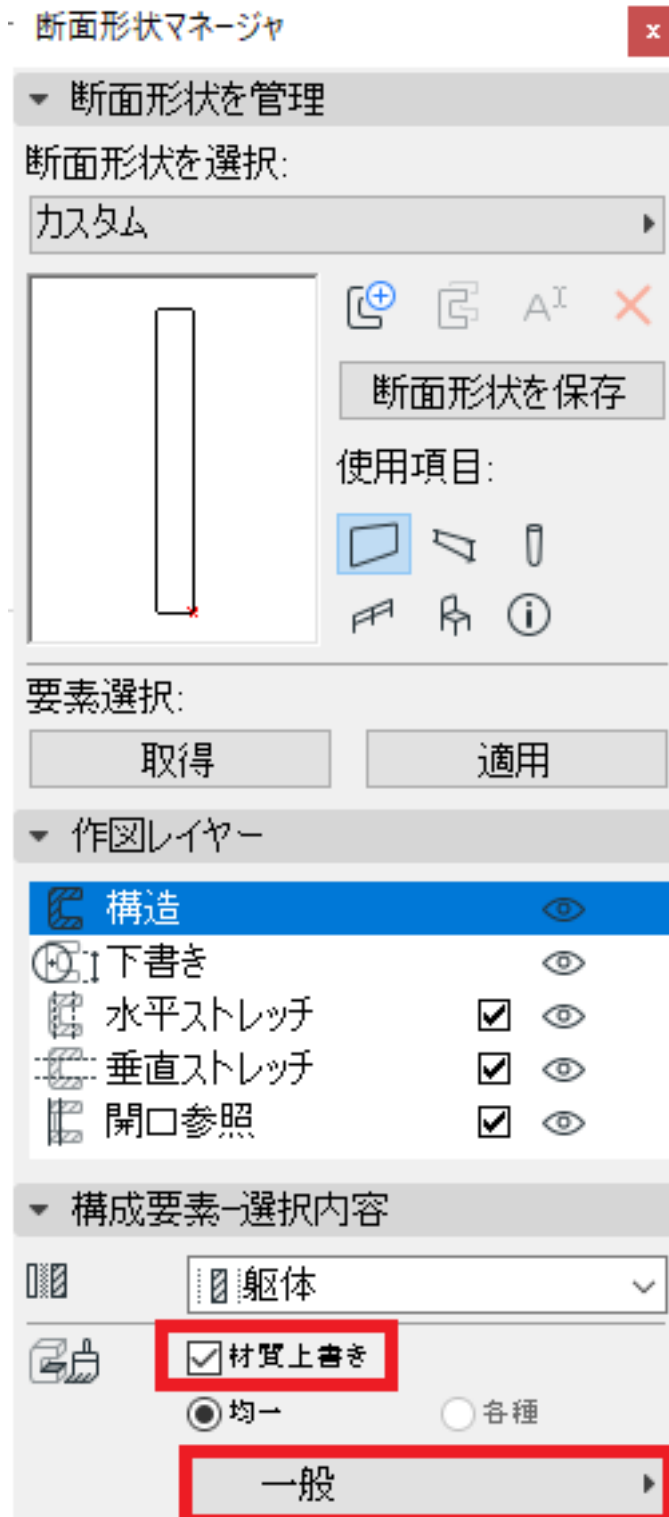 断面形状マネージャ
断面形状を管理
断面形状を選択:
カスタム
断面形状を保存
使用項目:
要素選択:
取得
適用
作図レイヤー
構造
下書き
水平ストレッチ
垂直ストレッチ
開口参照
構成要素-選択内容
躯体
材質上書き
均一
各種
一般